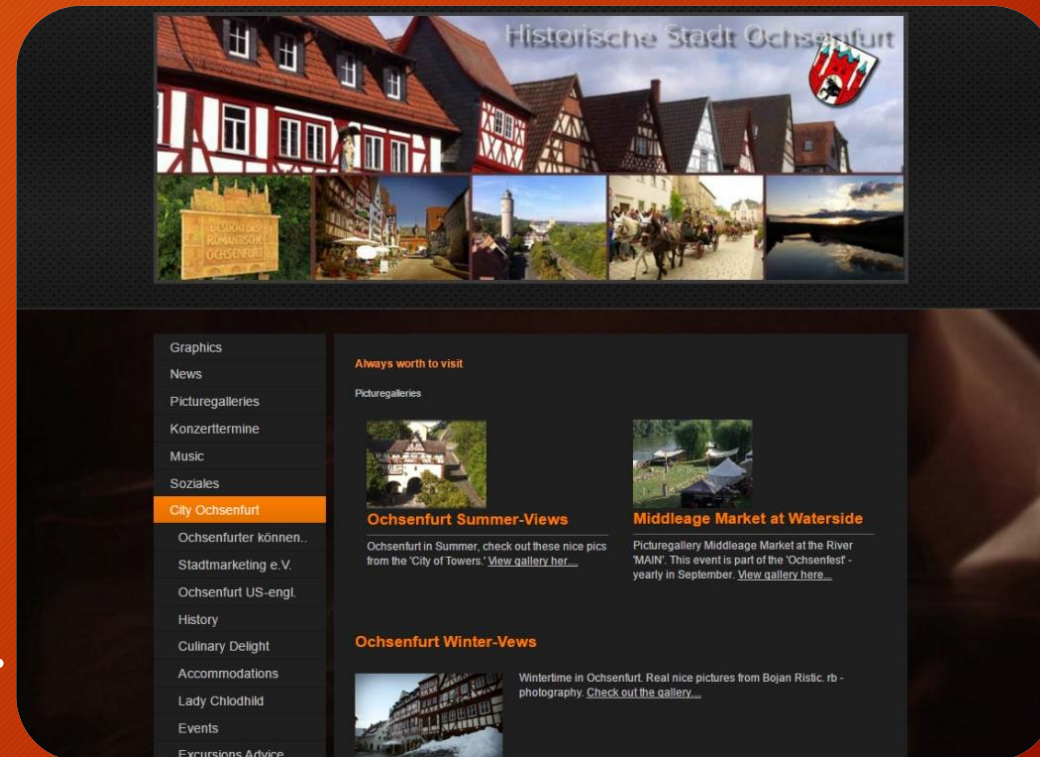 Historische Stadt Ochsenfurt
BESUCHT DAS
ROMANTISCHE
OCHSENFURT
Graphics
News
Picturegalleries
Konzerttermine
Music
Soziales
City Ochsenfurt
Ochsenfurter können..
Stadtmarketing e.V.
Ochsenfurt US-engl.
History
Culinary Delight
Accommodations
Lady Chlodhild
Events
Excursions Advice
Always worth to visit
Picturegalleries
Ochsenfurt Summer-Views
Ochsenfurt in Summer, check out these nice pics
from the 'City of Towers.' View gallery her....
Middleage Market at Waterside
Picturegallery Middleage Market at the River
'MAIN'. This event is part of the 'Ochsenfest' -
yearly in September. View gallery here...
Ochsenfurt Winter-Vews
Wintertime in Ochsenfurt. Real nice pictures from Bojan Ristic. rb -
photography. Check out the gallery....